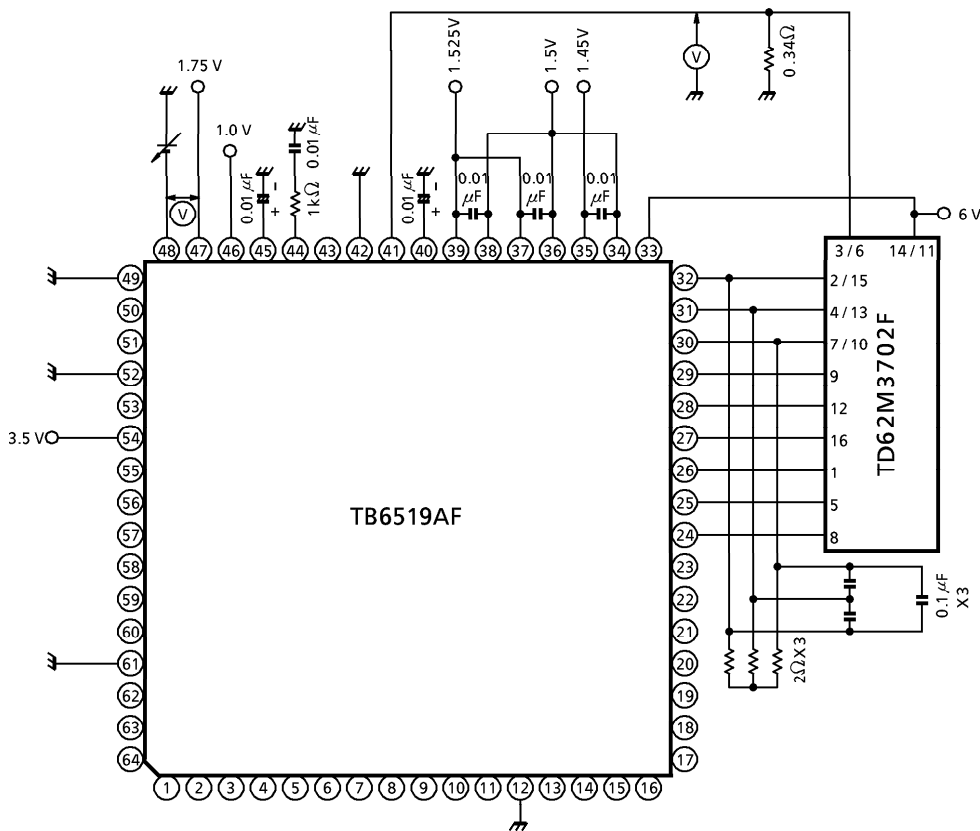 1.75 V
1.0 V
0.01 μF
0.01 μF
1kΩ
0.01 μF
1.525V
1.5V
1.45V
0.01 μF
0.01 μF
0.01 μF
V
V
0.34Ω
6 V
48 47 46 45 44 43 42 41 40 39 38 37 36 35 34 33
- +
- +
3 / 6 14 / 11
49 32 2 / 15
50 31 4 / 13
51 30 7 / 10
52 29 9
53 28 12
3.5 V 54 27 16
55 26 1
56 25 5
57 24 8
58 23
59 22
60 21
61 20
62 19
63 18
64 17
TB6519AF
TD62M3702F
0.1 μF
X3
2ΩX3
1 2 3 4 5 6 7 8 9 10 11 12 13 14 15 16